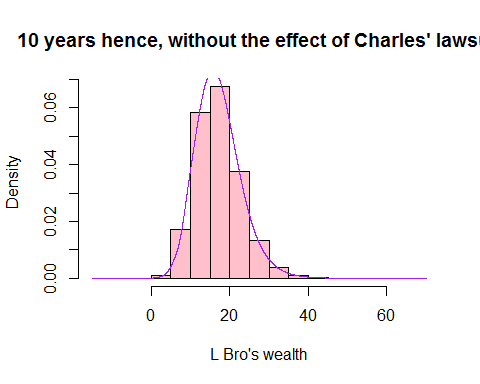 10 years hence, without the effect of Charles'
0.06
0.04
Density
0.02
0.00
0 20 40 60
L Bro's wealth